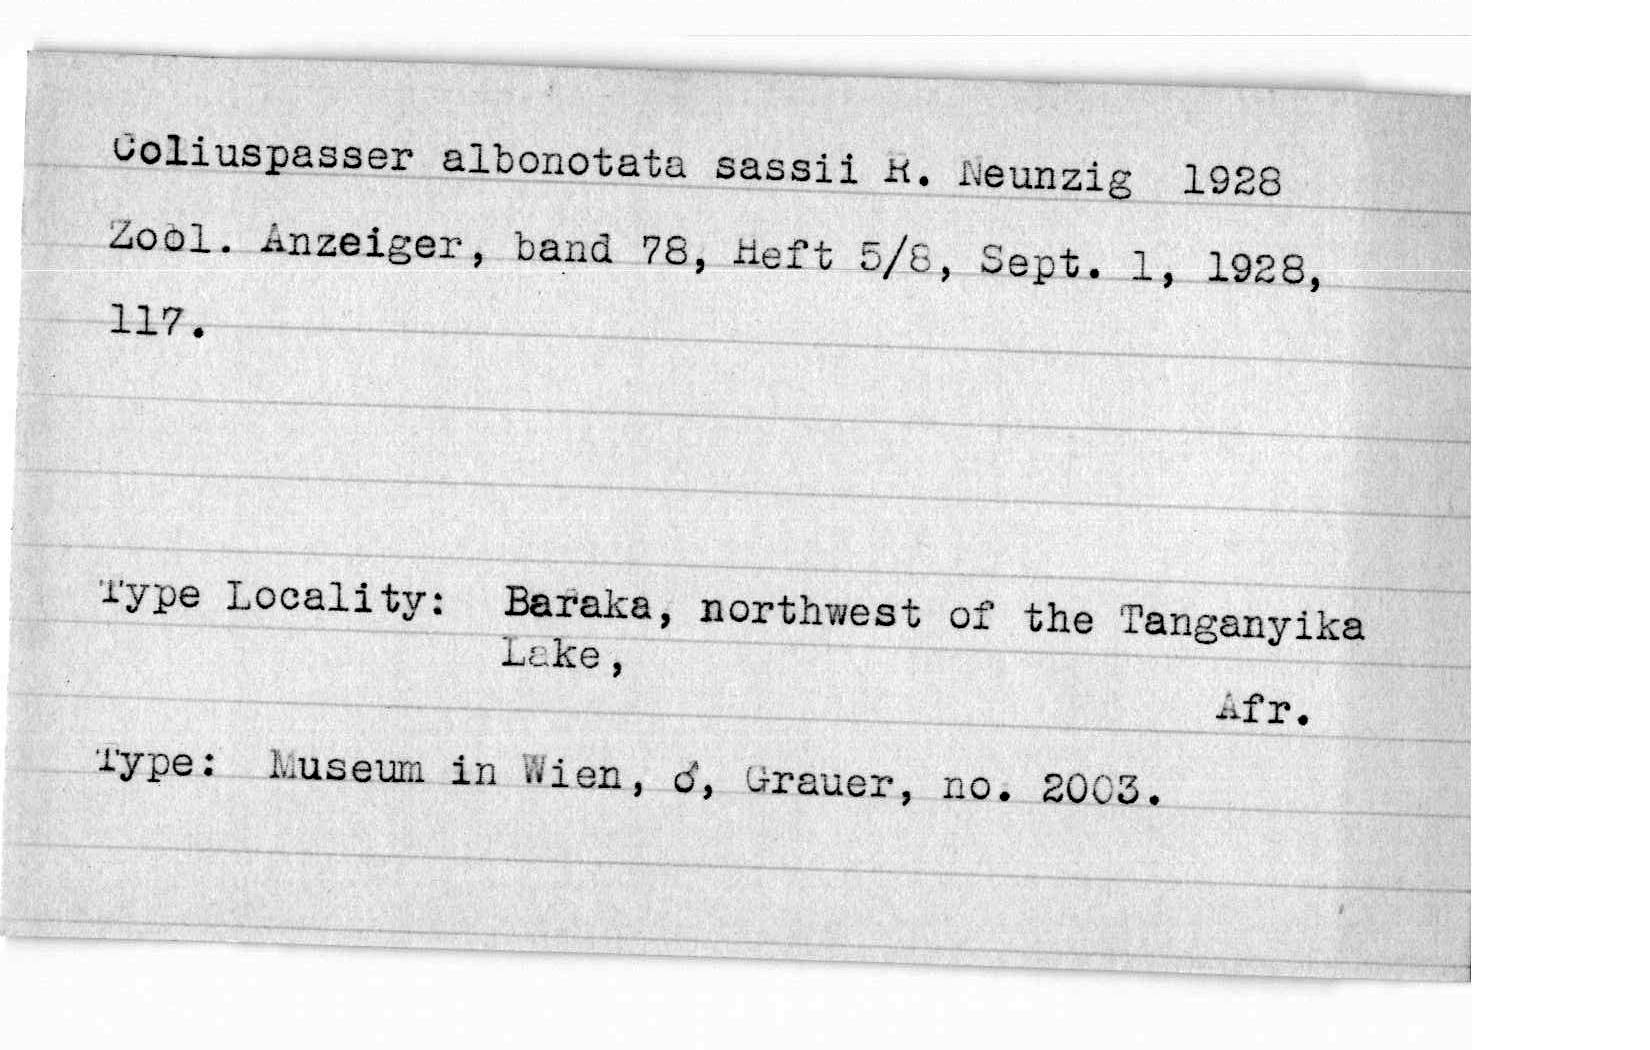 Coliuspasser albonotata sassii R. Neunzig 1928
Zoöl. Anzeiger, band 78, Heft 5/8, Sept. 1, 1928,
117.
Type Locality: Baraka, northwest of the Tanganyika
Lake,
Afr.
Type: Museum in Wien, ♂, Grauer, no. 2003.